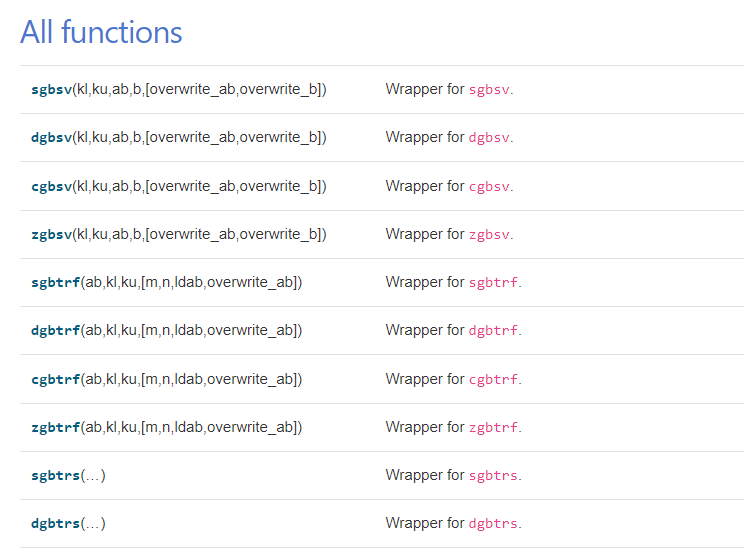 All functions
sgbsv(kl,ku,ab,b,[overwrite_ab,overwrite_b]) Wrapper for sgbsv.
dgbsv(kl,ku,ab,b,[overwrite_ab,overwrite_b]) Wrapper for dgbsv.
cgbsv(kl,ku,ab,b,[overwrite_ab,overwrite_b]) Wrapper for cgbsv.
zgbsv(kl,ku,ab,b,[overwrite_ab,overwrite_b]) Wrapper for zgbsv.
sgbtrf(ab,kl,ku,[m,n,ldab,overwrite_ab]) Wrapper for sgbtrf.
dgbtrf(ab,kl,ku,[m,n,ldab,overwrite_ab]) Wrapper for dgbtrf.
cgbtrf(ab,kl,ku,[m,n,ldab,overwrite_ab]) Wrapper for cgbtrf.
zgbtrf(ab,kl,ku,[m,n,ldab,overwrite_ab]) Wrapper for zgbtrf.
sgbtrs(...) Wrapper for sgbtrs.
dgbtrs(...) Wrapper for dgbtrs.